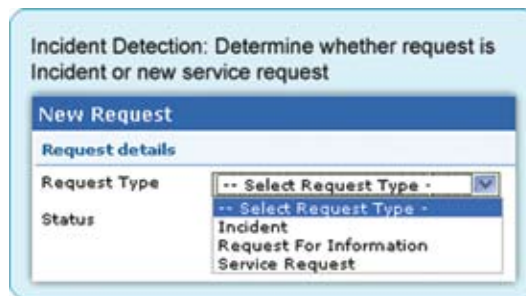 Incident Detection: Determine whether request is
Incident or new service request
New Request
Request details
Request Type
-- Select Request Type -
-- Select Request Type -
Status
Incident
Request For Information
Service Request